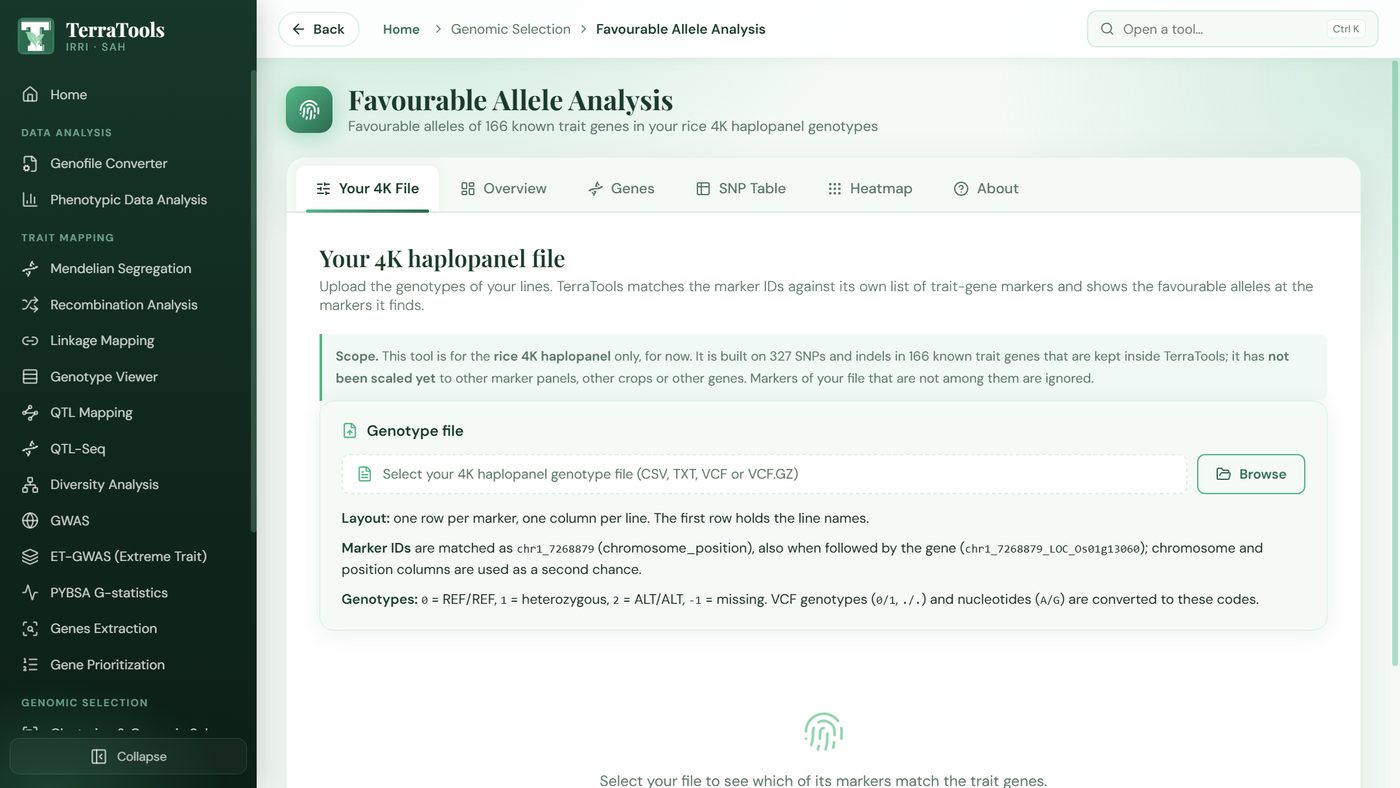 TerraTools
IRRI · SAH
Back
Home
Genomic Selection
Favourable Allele Analysis
Open a tool...
Ctrl K
Home
DATA ANALYSIS
Genofile Converter
Phenotypic Data Analysis
TRAIT MAPPING
Mendelian Segregation
Recombination Analysis
Linkage Mapping
Genotype Viewer
QTL Mapping
QTL-Seq
Diversity Analysis
GWAS
ET-GWAS (Extreme Trait)
PYBSA G-statistics
Genes Extraction
Gene Prioritization
GENOMIC SELECTION
Collapse
Favourable Allele Analysis
Favourable alleles of 166 known trait genes in your rice 4K haplopanel genotypes
Your 4K File
Overview
Genes
SNP Table
Heatmap
About
Your 4K haplopanel file
Upload the genotypes of your lines. TerraTools matches the marker IDs against its own list of trait-gene markers and shows the favourable alleles at the
markers it finds.
Scope. This tool is for the rice 4K haplopanel only, for now. It is built on 327 SNPs and indels in 166 known trait genes that are kept inside TerraTools; it has not
been scaled yet to other marker panels, other crops or other genes. Markers of your file that are not among them are ignored.
Genotype file
Select your 4K haplopanel genotype file (CSV, TXT, VCF or VCF.GZ)
Browse
Layout: one row per marker, one column per line. The first row holds the line names.
Marker IDs are matched as chr1_7268879 (chromosome_position), also when followed by the gene (chr1_7268879_LOC_Os01g13060); chromosome and
position columns are used as a second chance.
Genotypes: 0 = REF/REF, 1 = heterozygous, 2 = ALT/ALT, -1 = missing. VCF genotypes (0/1, ./.) and nucleotides (A/G) are converted to these codes.
Select your file to see which of its markers match the trait genes.